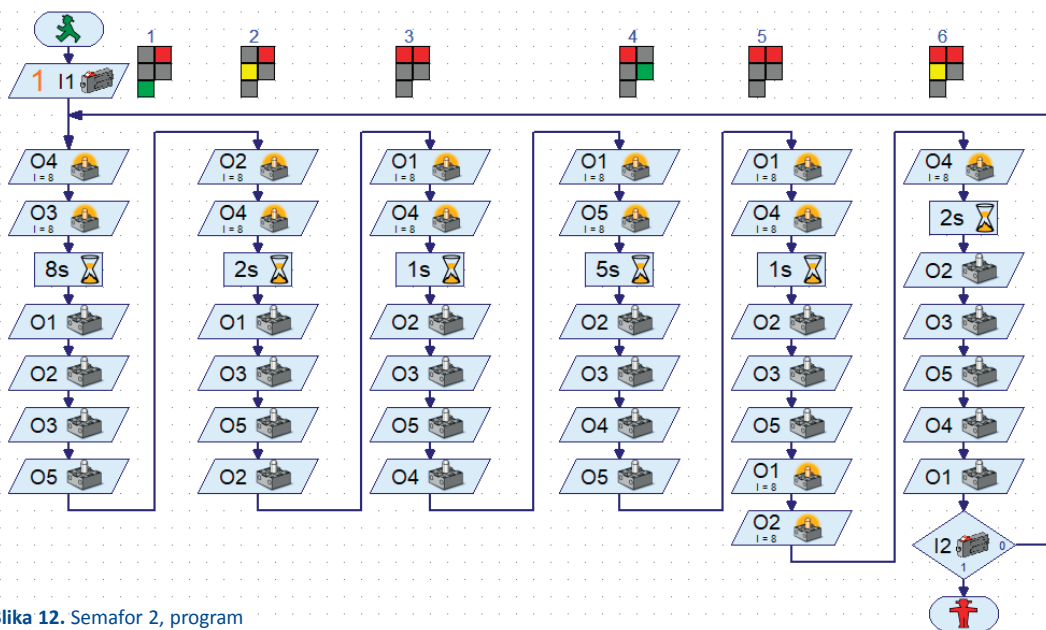 1 2 3 4 5 6
1 I1
O4
I = 8
O3
I = 8
8s
O1
O2
O3
O5
O2
I = 8
O4
I = 8
2s
O1
O3
O5
O2
O1
I = 8
O4
I = 8
1s
O2
O3
O5
O4
O1
I = 8
O5
I = 8
5s
O2
O3
O4
O5
O1
I = 8
O4
I = 8
1s
O2
O3
O5
O1
I = 8
O2
I = 8
O4
I = 8
2s
O2
O3
O5
O4
O1
I2 0
1
12. Semafor 2, program